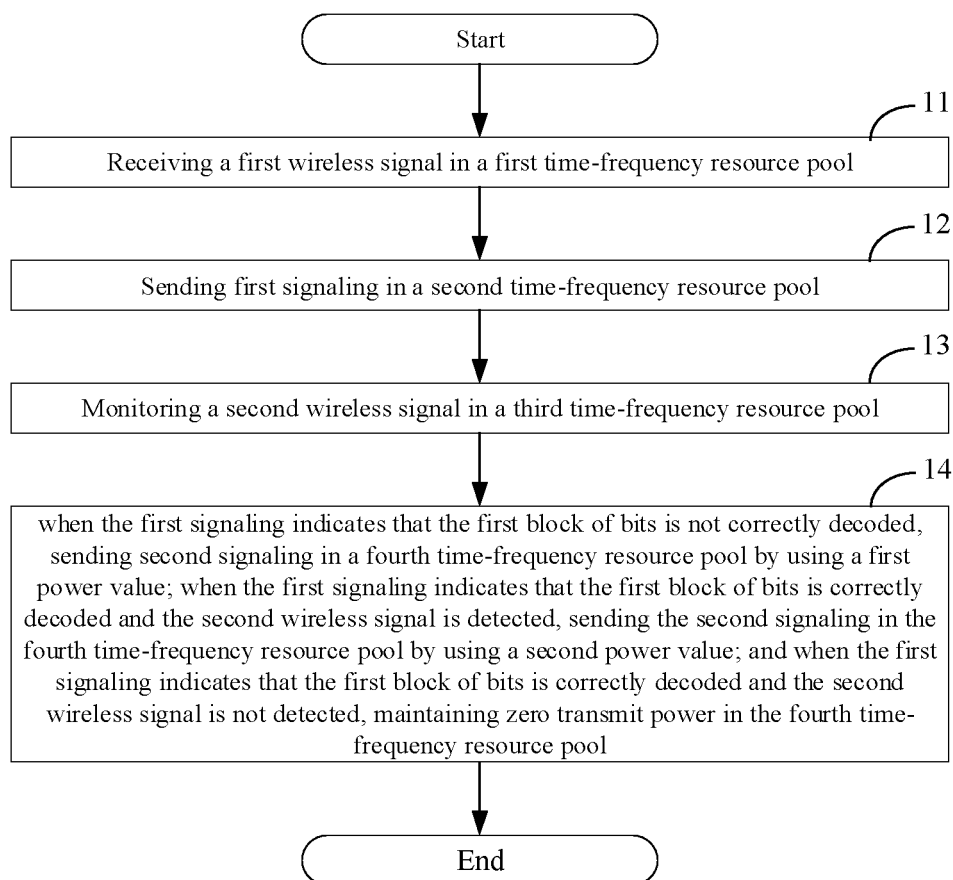 Start
11
Receiving a first wireless signal in a first time-frequency resource pool
12
Sending first signaling in a second time-frequency resource pool
13
Monitoring a second wireless signal in a third time-frequency resource pool
14
when the first signaling indicates that the first block of bits is not correctly decoded,
sending second signaling in a fourth time-frequency resource pool by using a first
power value; when the first signaling indicates that the first block of bits is correctly
decoded and the second wireless signal is detected, sending the second signaling in the
fourth time-frequency resource pool by using a second power value; and when the first
signaling indicates that the first block of bits is correctly decoded and the second
wireless signal is not detected, maintaining zero transmit power in the fourth time-
frequency resource pool
End